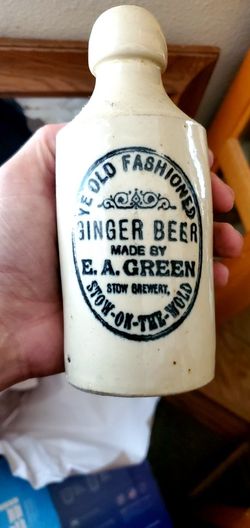 YE OLD FASHIONED
GINGER BEER
MADE BY
E. A. GREEN
STOW BREWERY,
STOW-ON-THE-WOLD